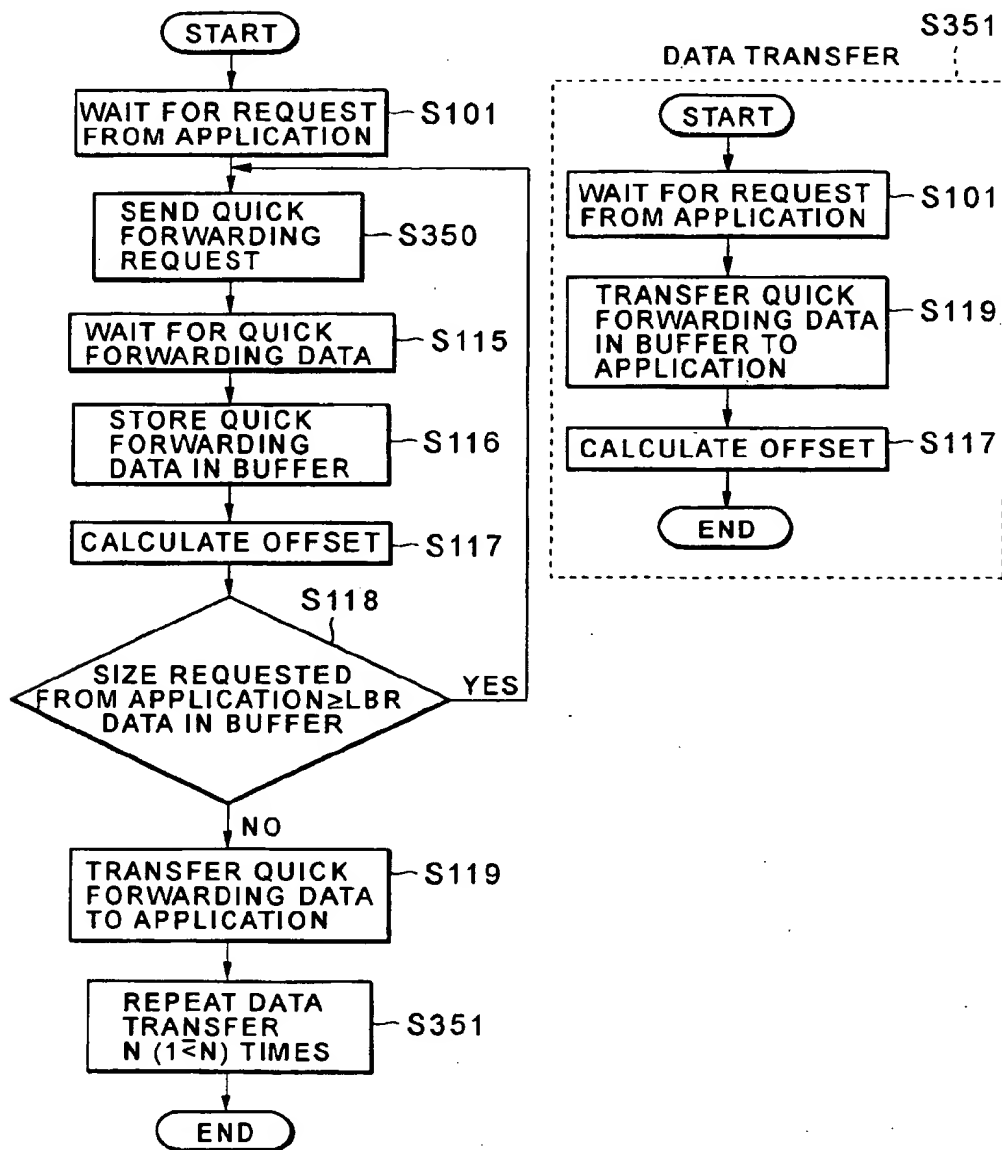 START
WAIT FOR REQUEST
FROM APPLICATION
S101
SEND QUICK
FORWARDING
REQUEST
S350
WAIT FOR QUICK
FORWARDING DATA
S115
STORE QUICK
FORWARDING
DATA IN BUFFER
S116
CALCULATE OFFSET
S117
S118
SIZE REQUESTED
FROM APPLICATION≥LBR
DATA IN BUFFER
YES
NO
TRANSFER QUICK
FORWARDING DATA
TO APPLICATION
S119
REPEAT DATA
TRANSFER
N (1≦N) TIMES
S351
END
S351
DATA TRANSFER
START
WAIT FOR REQUEST
FROM APPLICATION
S101
TRANSFER QUICK
FORWARDING DATA
IN BUFFER TO
APPLICATION
S119
CALCULATE OFFSET
S117
END